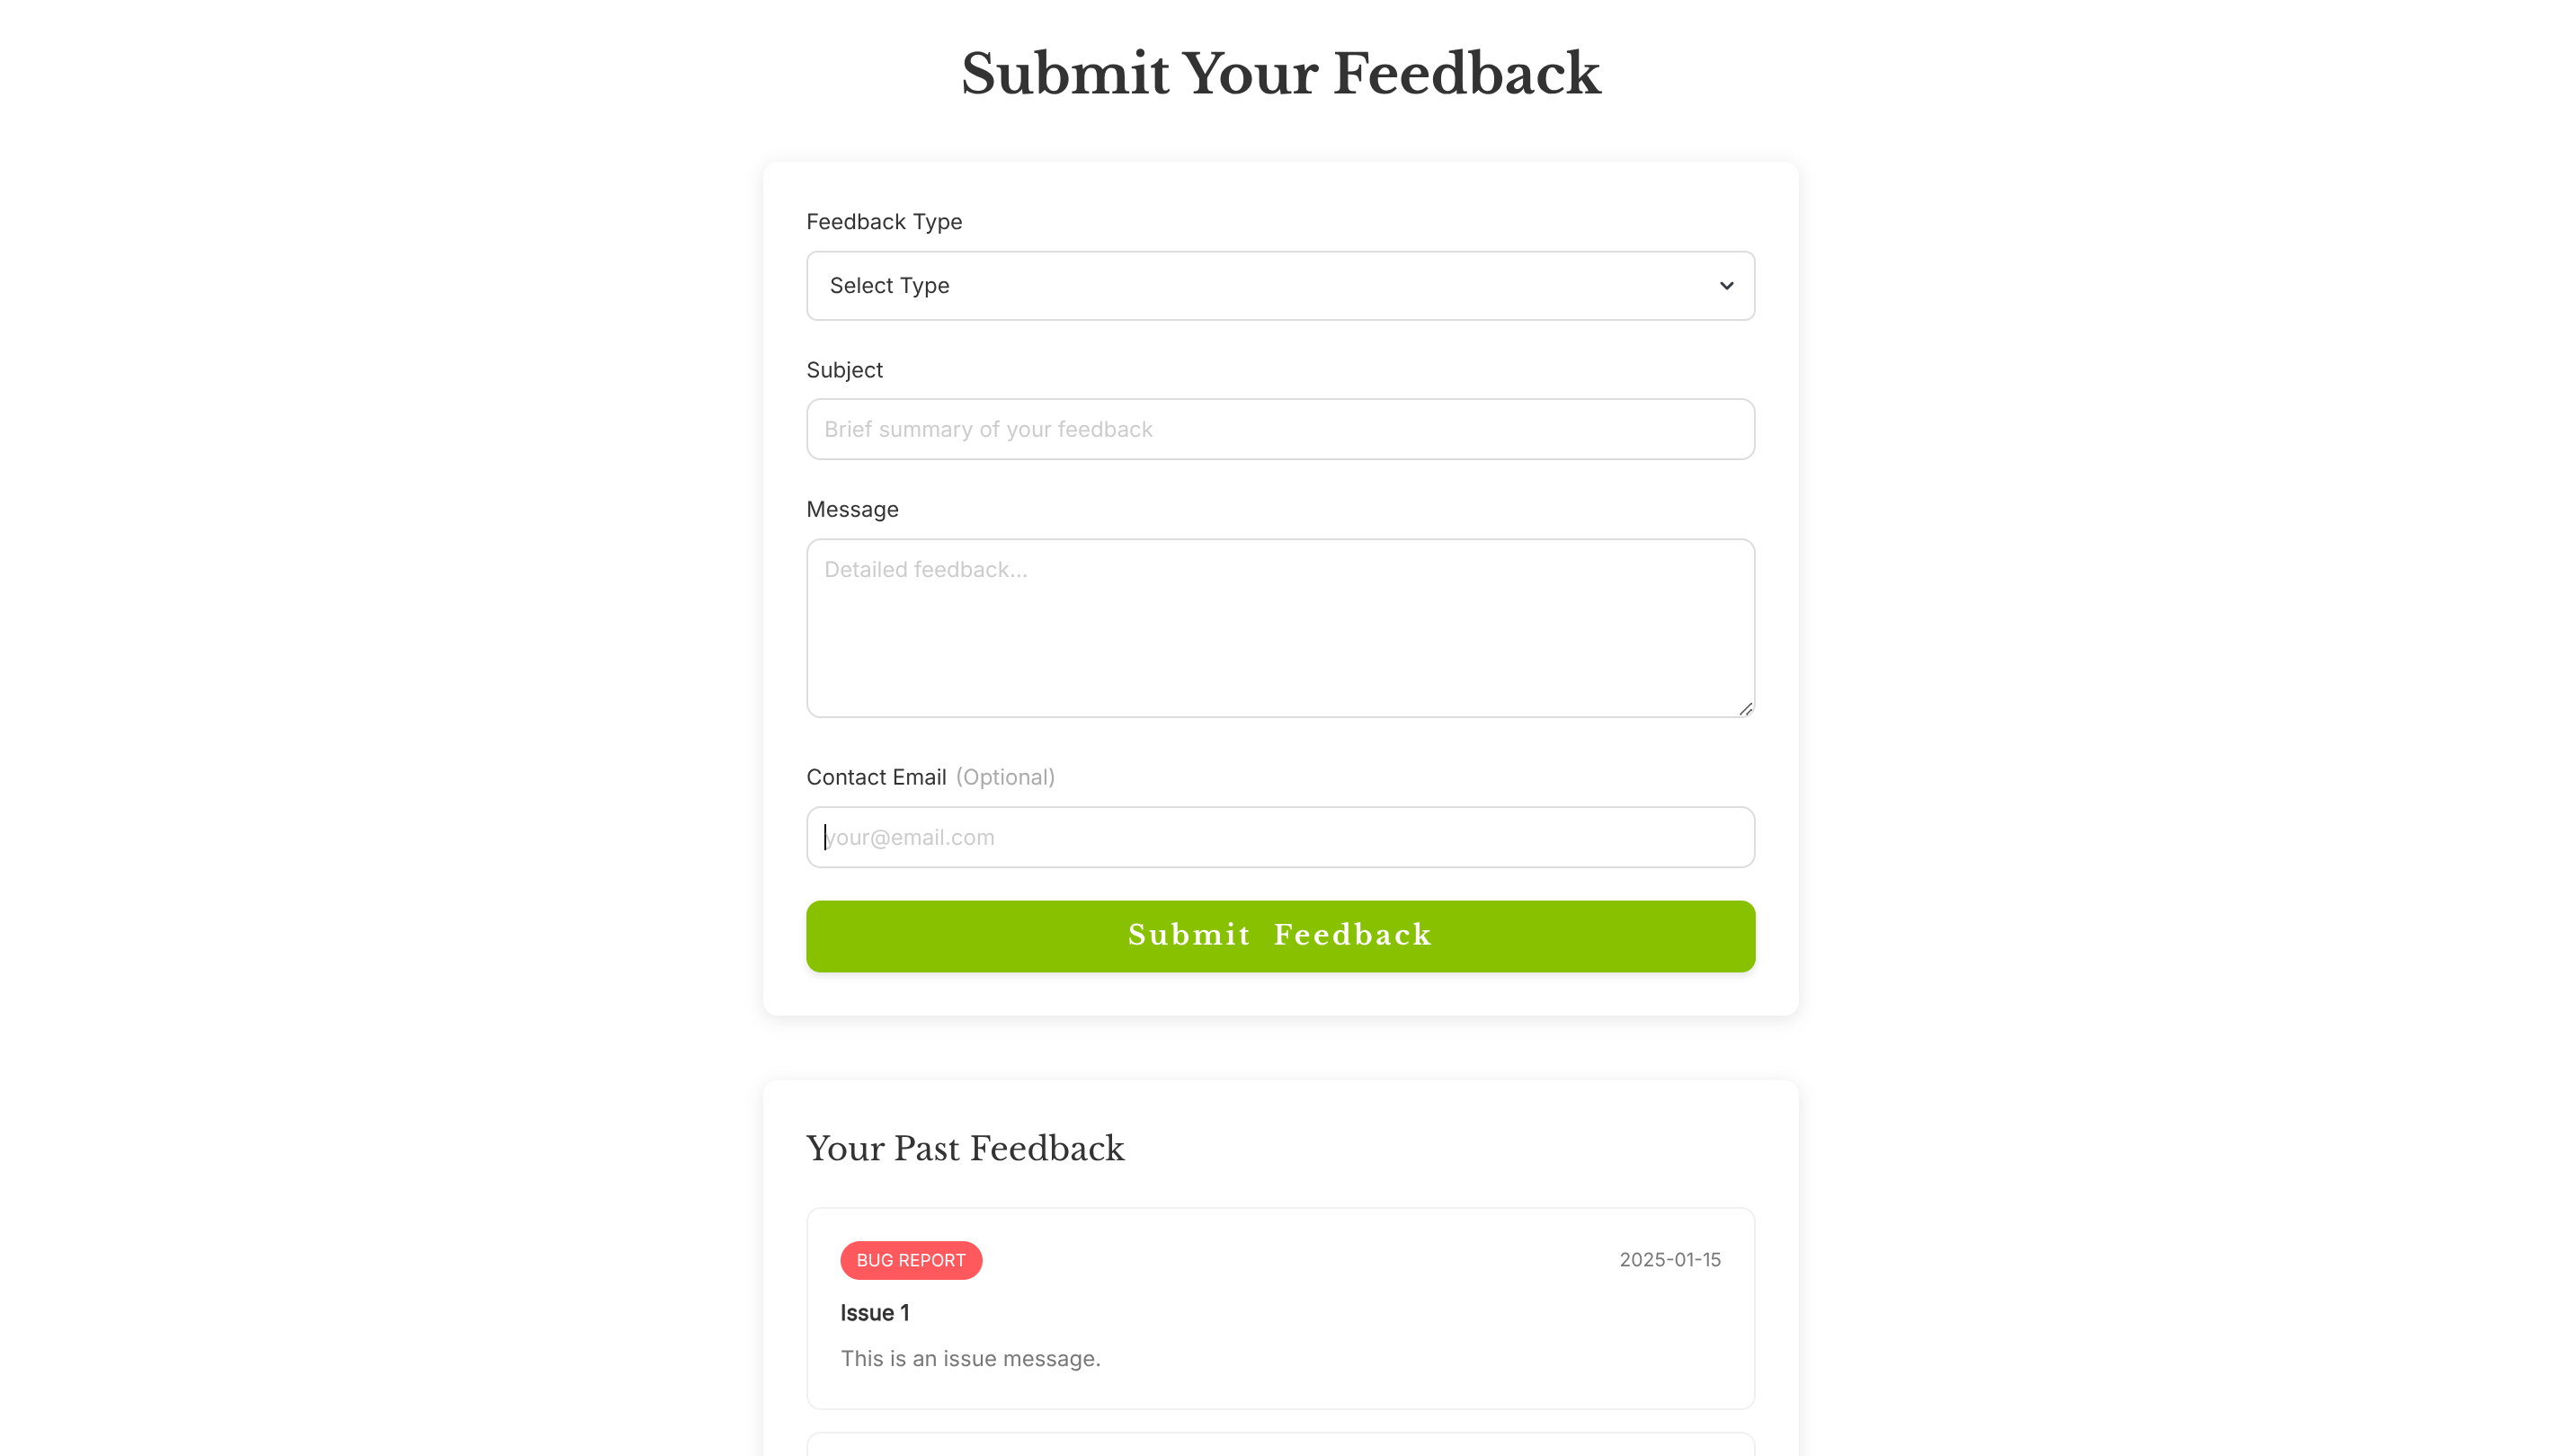 Submit Your Feedback
Feedback Type
Select Type
Subject
Brief summary of your feedback
Message
Detailed feedback...
Contact Email (Optional)
your@email.com
Submit Feedback
Your Past Feedback
BUG REPORT 2025-01-15
Issue 1
This is an issue message.